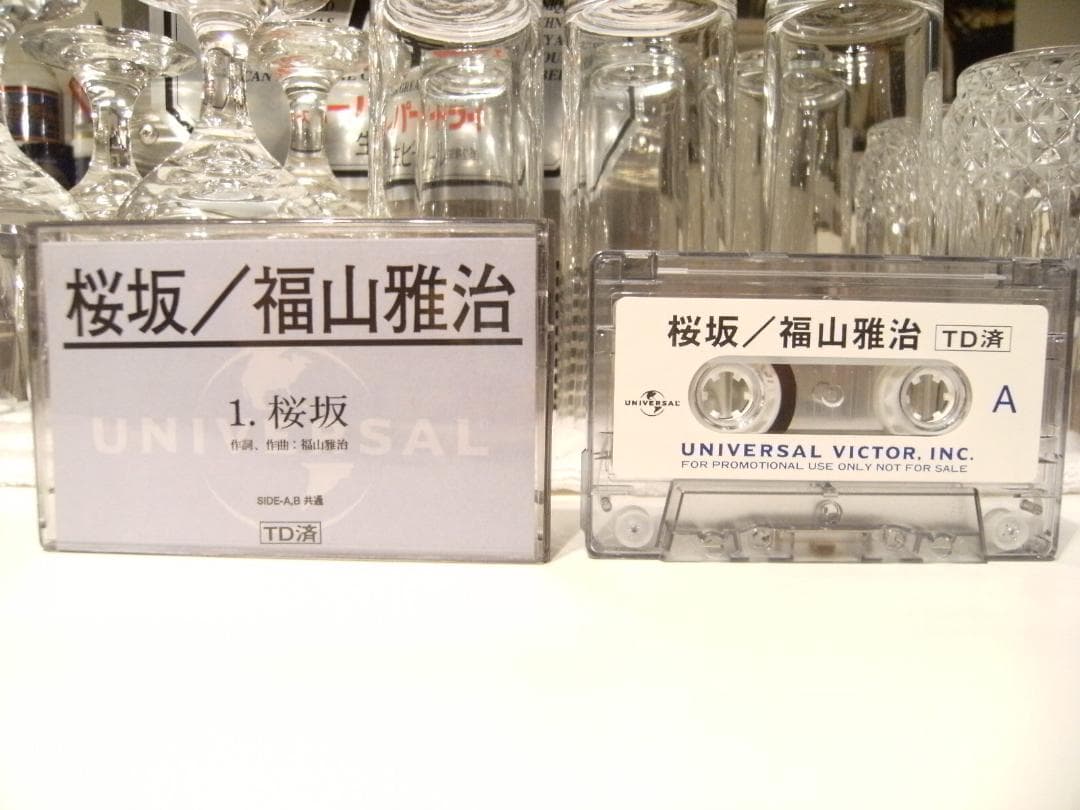 桜坂／福山雅治
1. 桜坂
作詞、作曲：福山雅治
UNIVERSAL
SIDE-A,B 共通
TD済
桜坂／福山雅治 TD済
UNIVERSAL
A
UNIVERSAL VICTOR, INC.
FOR PROMOTIONAL USE ONLY NOT FOR SALE